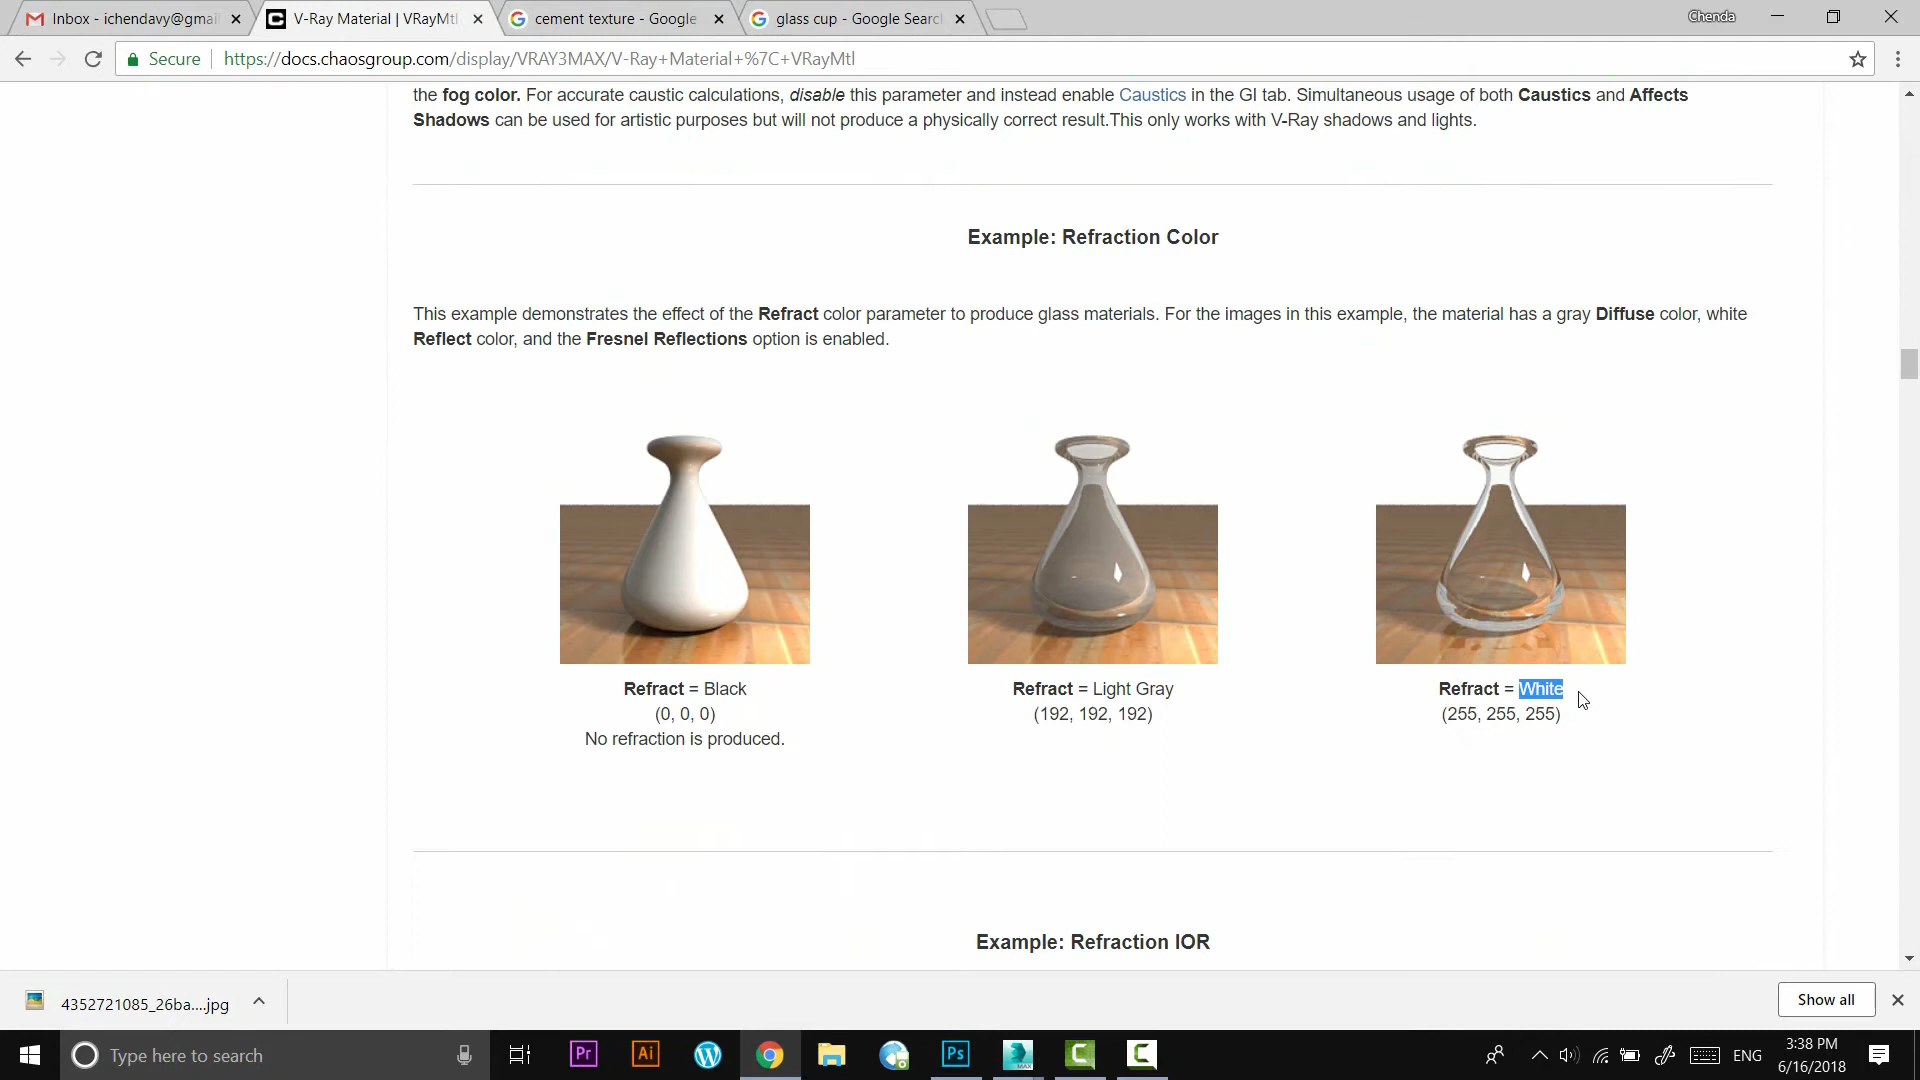 Inbox - ichendavy@gmai
V-Ray Material | VRayMtl
cement texture - Google
glass cup - Google Searc
Chenda
Secure
https://docs.chaosgroup.com/display/VRAY3MAX/V-Ray+Material+%7C+VRayMtl
the fog color. For accurate caustic calculations, disable this parameter and instead enable Caustics in the GI tab. Simultaneous usage of both Caustics and Affects
Shadows can be used for artistic purposes but will not produce a physically correct result.This only works with V-Ray shadows and lights.
Example: Refraction Color
This example demonstrates the effect of the Refract color parameter to produce glass materials. For the images in this example, the material has a gray Diffuse color, white
Reflect color, and the Fresnel Reflections option is enabled.
Refract = Black
(0, 0, 0)
No refraction is produced.
Refract = Light Gray
(192, 192, 192)
Refract = White
(255, 255, 255)
Example: Refraction IOR
4352721085_26ba....jpg
Show all
Type here to search
Pr
Ai
Ps
MAX
ENG
3:38 PM
6/16/2018